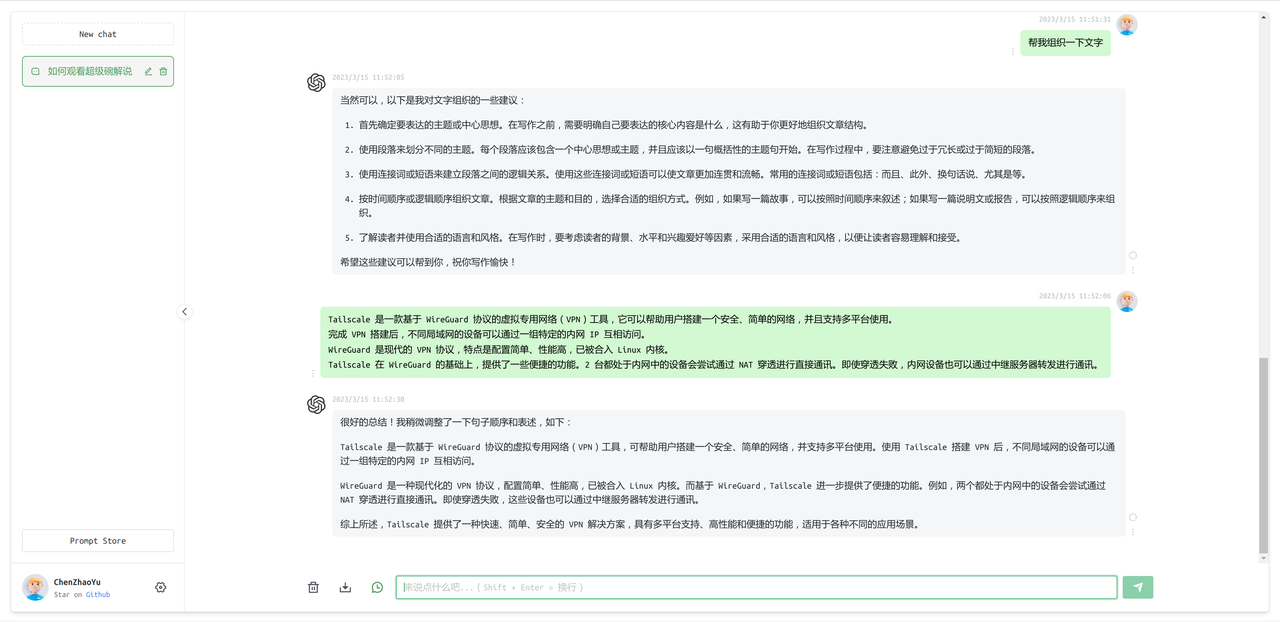 New chat
如何观看超级碗解说
Prompt Store
ChenZhaoYu
Star on Github
2023/3/15 11:51:31
帮我组织一下文字
2023/3/15 11:52:05
当然可以，以下是我对文字组织的一些建议：
1. 首先确定要表达的主题或中心思想。在写作之前，需要明确自己要表达的核心内容是什么，这有助于你更好地组织文章结构。
2. 使用段落来划分不同的主题。每个段落应该包含一个中心思想或主题，并且应该以一句概括性的主题句开始。在写作过程中，要注意避免过于冗长或过于简短的段落。
3. 使用连接词或短语来建立段落之间的逻辑关系。使用这些连接词或短语可以使文章更加连贯和流畅。常用的连接词或短语包括：而且、此外、换句话说、尤其是等。
4. 按时间顺序或逻辑顺序组织文章。根据文章的主题和目的，选择合适的组织方式。例如，如果写一篇故事，可以按照时间顺序来叙述；如果写一篇说明文或报告，可以按照逻辑顺序来组
织。
5. 了解读者并使用合适的语言和风格。在写作时，要考虑读者的背景、水平和兴趣爱好等因素，采用合适的语言和风格，以便让读者容易理解和接受。
希望这些建议可以帮到你，祝你写作愉快！
2023/3/15 11:52:06
Tailscale 是一款基于 WireGuard 协议的虚拟专用网络（VPN）工具，它可以帮助用户搭建一个安全、简单的网络，并且支持多平台使用。
完成 VPN 搭建后，不同局域网的设备可以通过一组特定的内网 IP 互相访问。
WireGuard 是现代的 VPN 协议，特点是配置简单、性能高，已被合入 Linux 内核。
Tailscale 在 WireGuard 的基础上，提供了一些便捷的功能。2 台都处于内网中的设备会尝试通过 NAT 穿透进行直接通讯。即使穿透失败，内网设备也可以通过中继服务器转发进行通讯。
2023/3/15 11:52:30
很好的总结！我稍微调整了一下句子顺序和表述，如下：
Tailscale 是一款基于 WireGuard 协议的虚拟专用网络（VPN）工具，可帮助用户搭建一个安全、简单的网络，并支持多平台使用。使用 Tailscale 搭建 VPN 后，不同局域网的设备可以通
过一组特定的内网 IP 互相访问。
WireGuard 是一种现代化的 VPN 协议，配置简单、性能高，已被合入 Linux 内核。而基于 WireGuard，Tailscale 进一步提供了便捷的功能。例如，两个都处于内网中的设备会尝试通过
NAT 穿透进行直接通讯。即使穿透失败，这些设备也可以通过中继服务器转发进行通讯。
综上所述，Tailscale 提供了一种快速、简单、安全的 VPN 解决方案，具有多平台支持、高性能和便捷的功能，适用于各种不同的应用场景。
来说点什么吧...（Shift + Enter = 换行）